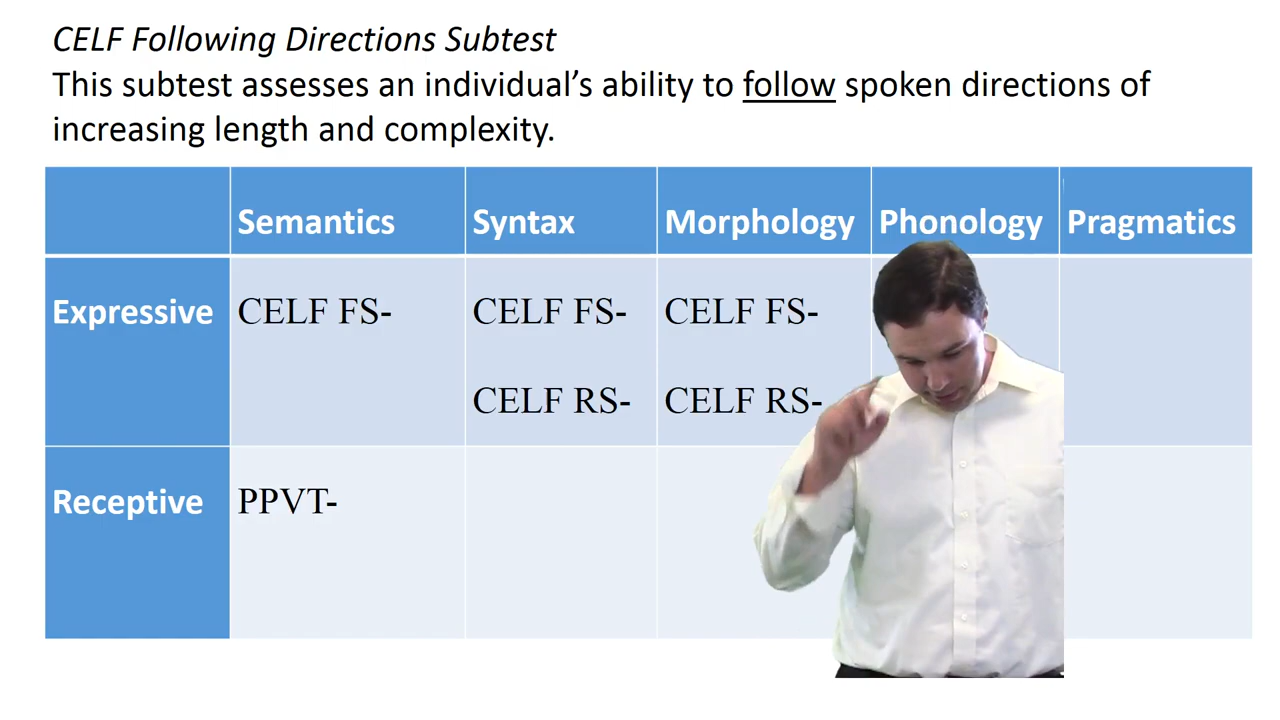 CELF Following Directions Subtest
This subtest assesses an individual’s ability to follow spoken directions of
increasing length and complexity.
Semantics Syntax Morphology Phonology Pragmatics
Expressive CELF FS- CELF FS- CELF FS-
CELF RS- CELF RS-
Receptive PPVT-